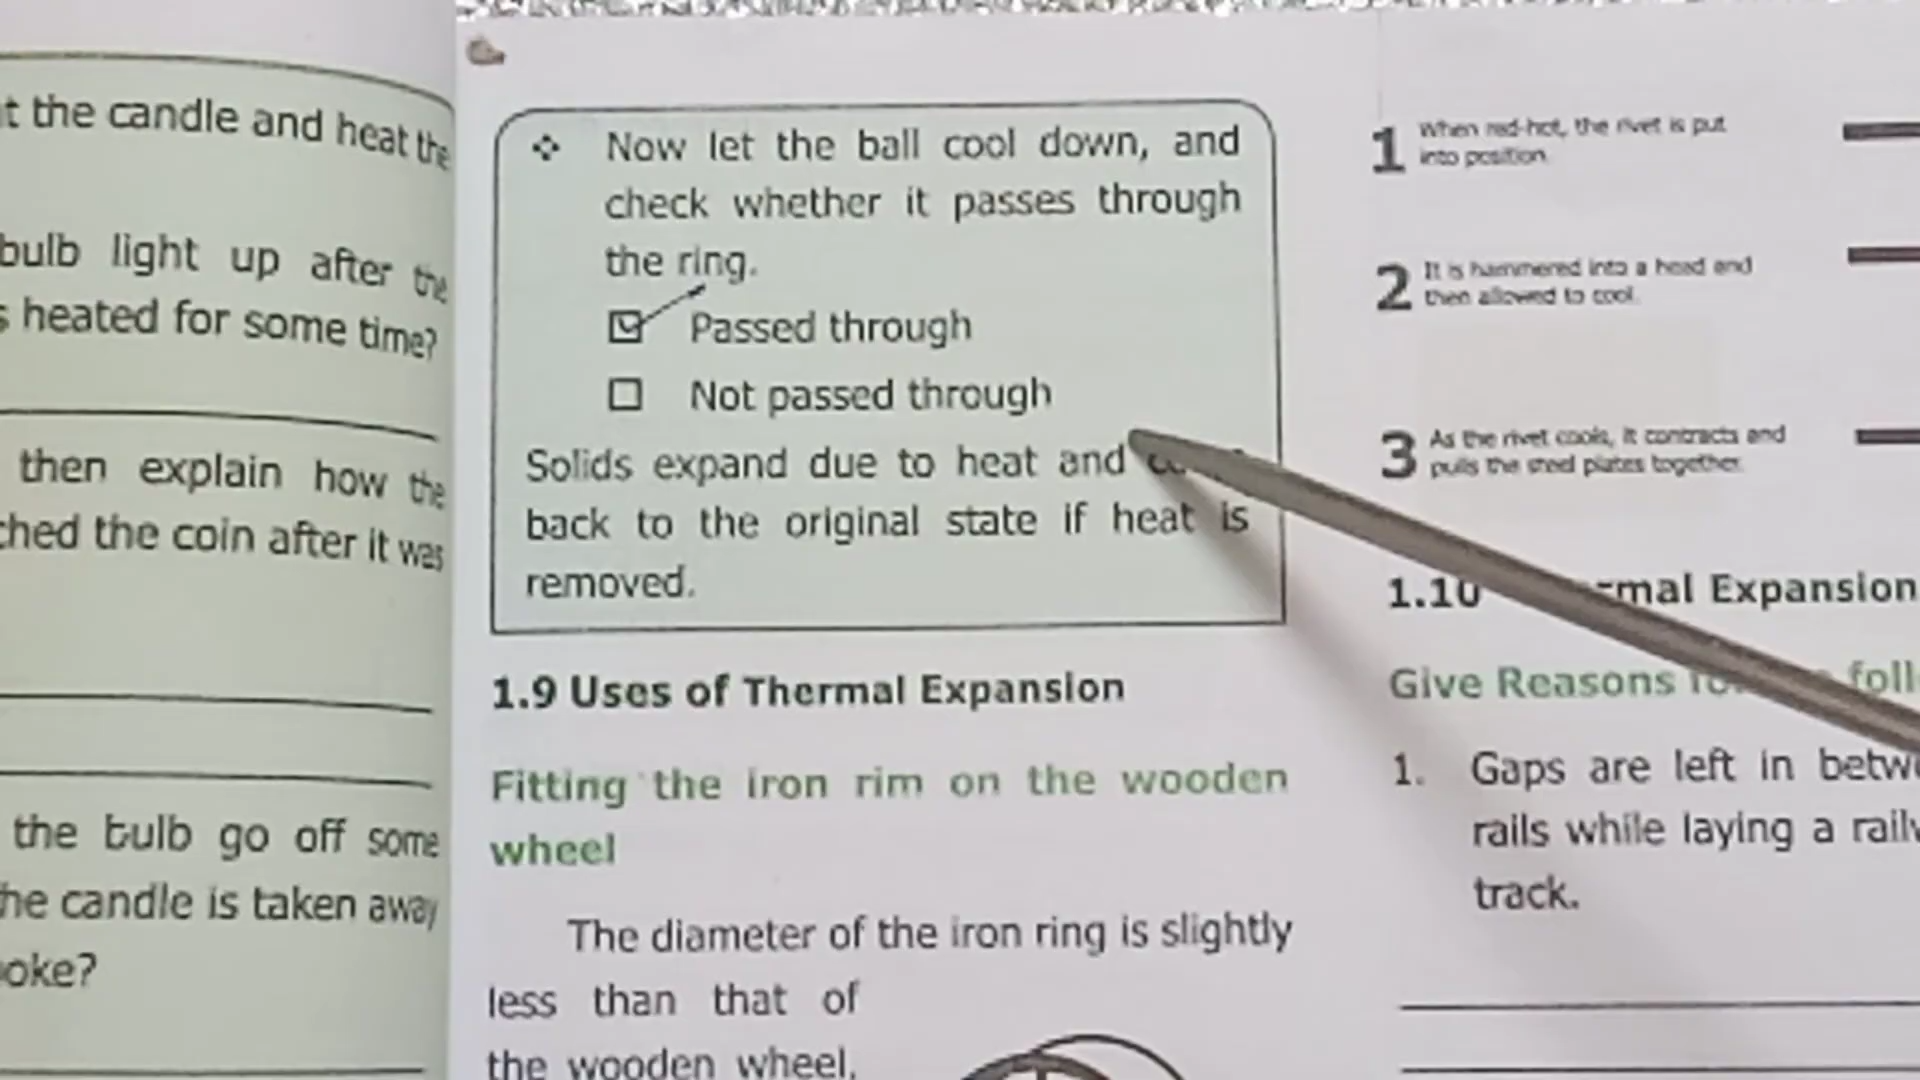 t the candle and heat the
bulb light up after the
s heated for some time?
then explain how the
ched the coin after it was
the bulb go off some
he candle is taken away
oke?
❖ Now let the ball cool down, and
check whether it passes through
the ring.
☑ Passed through
☐ Not passed through
Solids expand due to heat and
back to the original state if heat is
removed.
1.9 Uses of Thermal Expansion
Fitting the iron rim on the wooden
wheel
The diameter of the iron ring is slightly
less than that of
the wooden wheel.
1 When red-hot, the rivet is put
into position.
2 It is hammered into a head and
then allowed to cool.
3 As the rivet cools, it contracts and
pulls the steel plates together.
1.10 rmal Expansion
Give Reasons foll
1. Gaps are left in betw
rails while laying a rail
track.